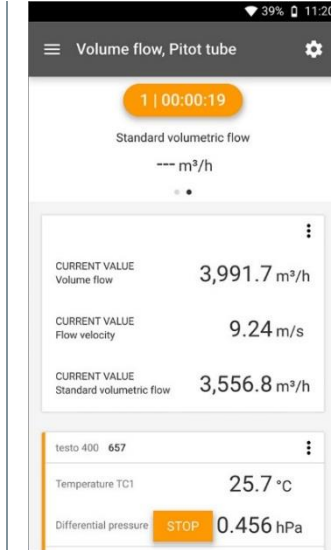 39% 11:20
Volume flow, Pitot tube
1 | 00:00:19
Standard volumetric flow
--- m³/h
CURRENT VALUE
Volume flow 3,991.7 m³/h
CURRENT VALUE
Flow velocity 9.24 m/s
CURRENT VALUE
Standard volumetric flow 3,556.8 m³/h
testo 400 657
Temperature TC1 25.7 °C
Differential pressure STOP 0.456 hPa